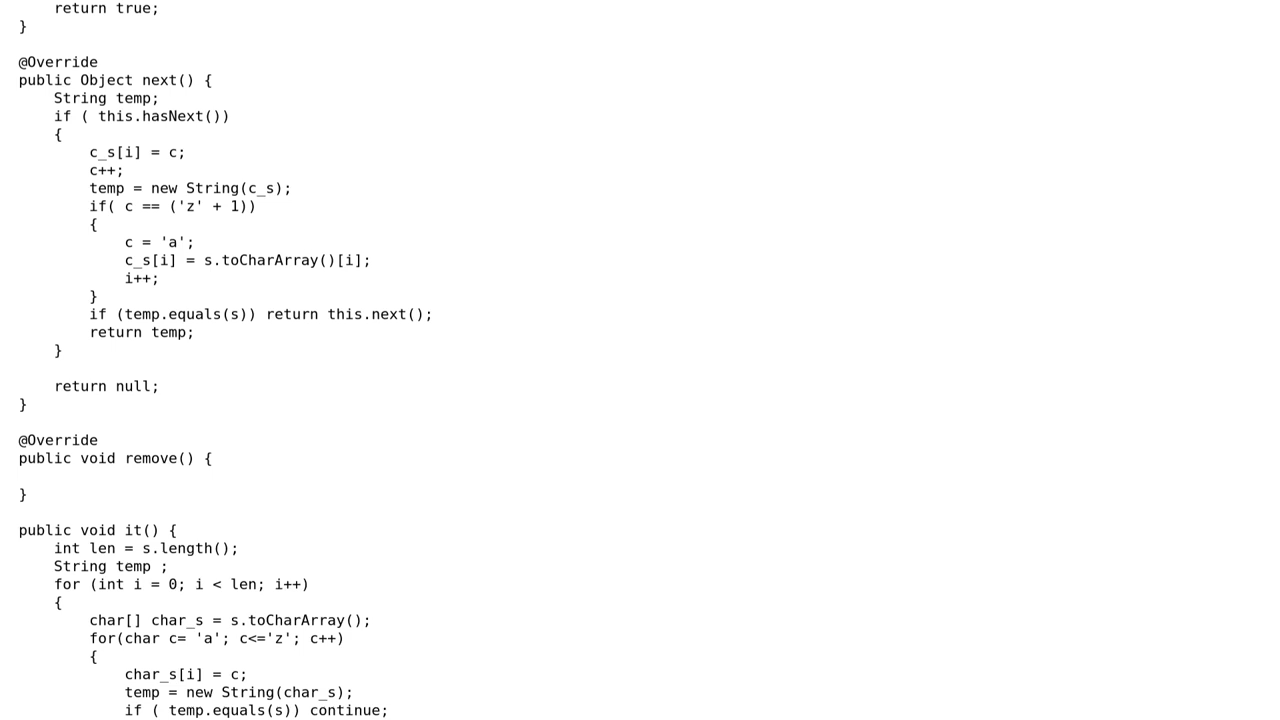 return true;
}

@Override
public Object next() {
    String temp;
    if ( this.hasNext())
    {
        c_s[i] = c;
        c++;
        temp = new String(c_s);
        if( c == ('z' + 1))
        {
            c = 'a';
            c_s[i] = s.toCharArray()[i];
            i++;
        }
        if (temp.equals(s)) return this.next();
        return temp;
    }

    return null;
}

@Override
public void remove() {

}

public void it() {
    int len = s.length();
    String temp ;
    for (int i = 0; i < len; i++)
    {
        char[] char_s = s.toCharArray();
        for(char c= 'a'; c<='z'; c++)
        {
            char_s[i] = c;
            temp = new String(char_s);
            if ( temp.equals(s)) continue;